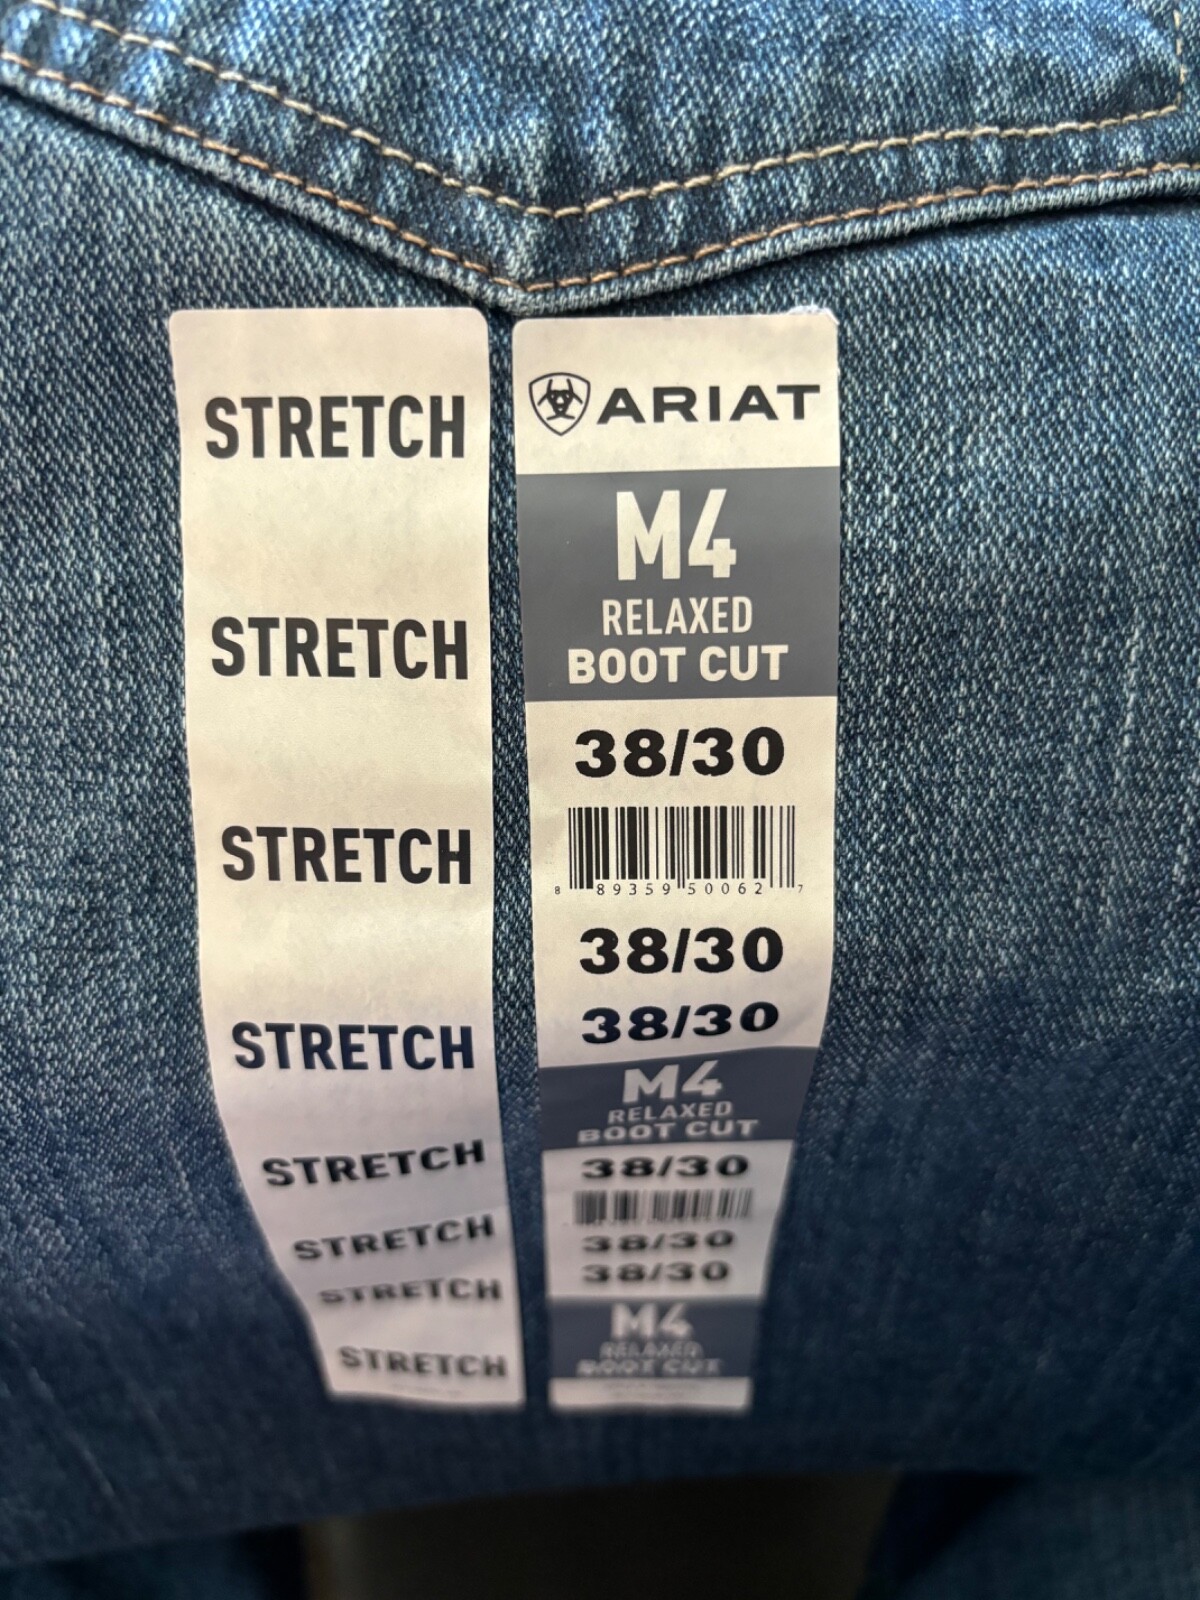 STRETCH
STRETCH
STRETCH
STRETCH
STRETCH
STRETCH
STRETCH
STRETCH
ARIAT
M4
RELAXED
BOOT CUT
38/30
8 89359 50062 7
38/30
38/30
M4
RELAXED
BOOT CUT
38/30
38/30
38/30
M4
RELAXED
BOOT CUT